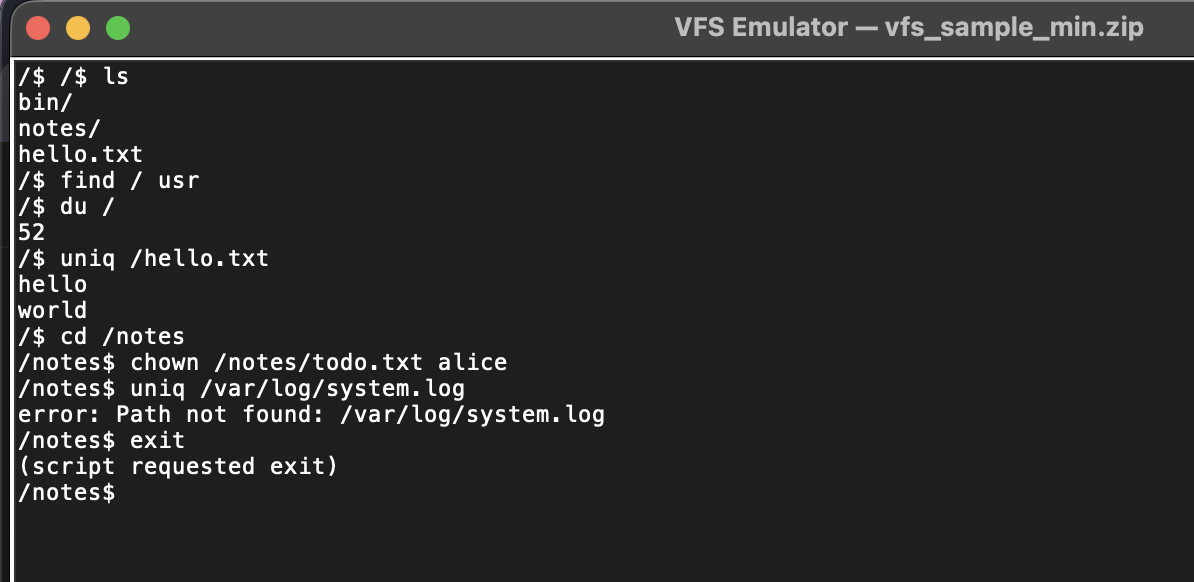 VFS Emulator — vfs_sample_min.zip
/$ /$ ls
bin/
notes/
hello.txt
/$ find / usr
/$ du /
52
/$ uniq /hello.txt
hello
world
/$ cd /notes
/notes$ chown /notes/todo.txt alice
/notes$ uniq /var/log/system.log
error: Path not found: /var/log/system.log
/notes$ exit
(script requested exit)
/notes$